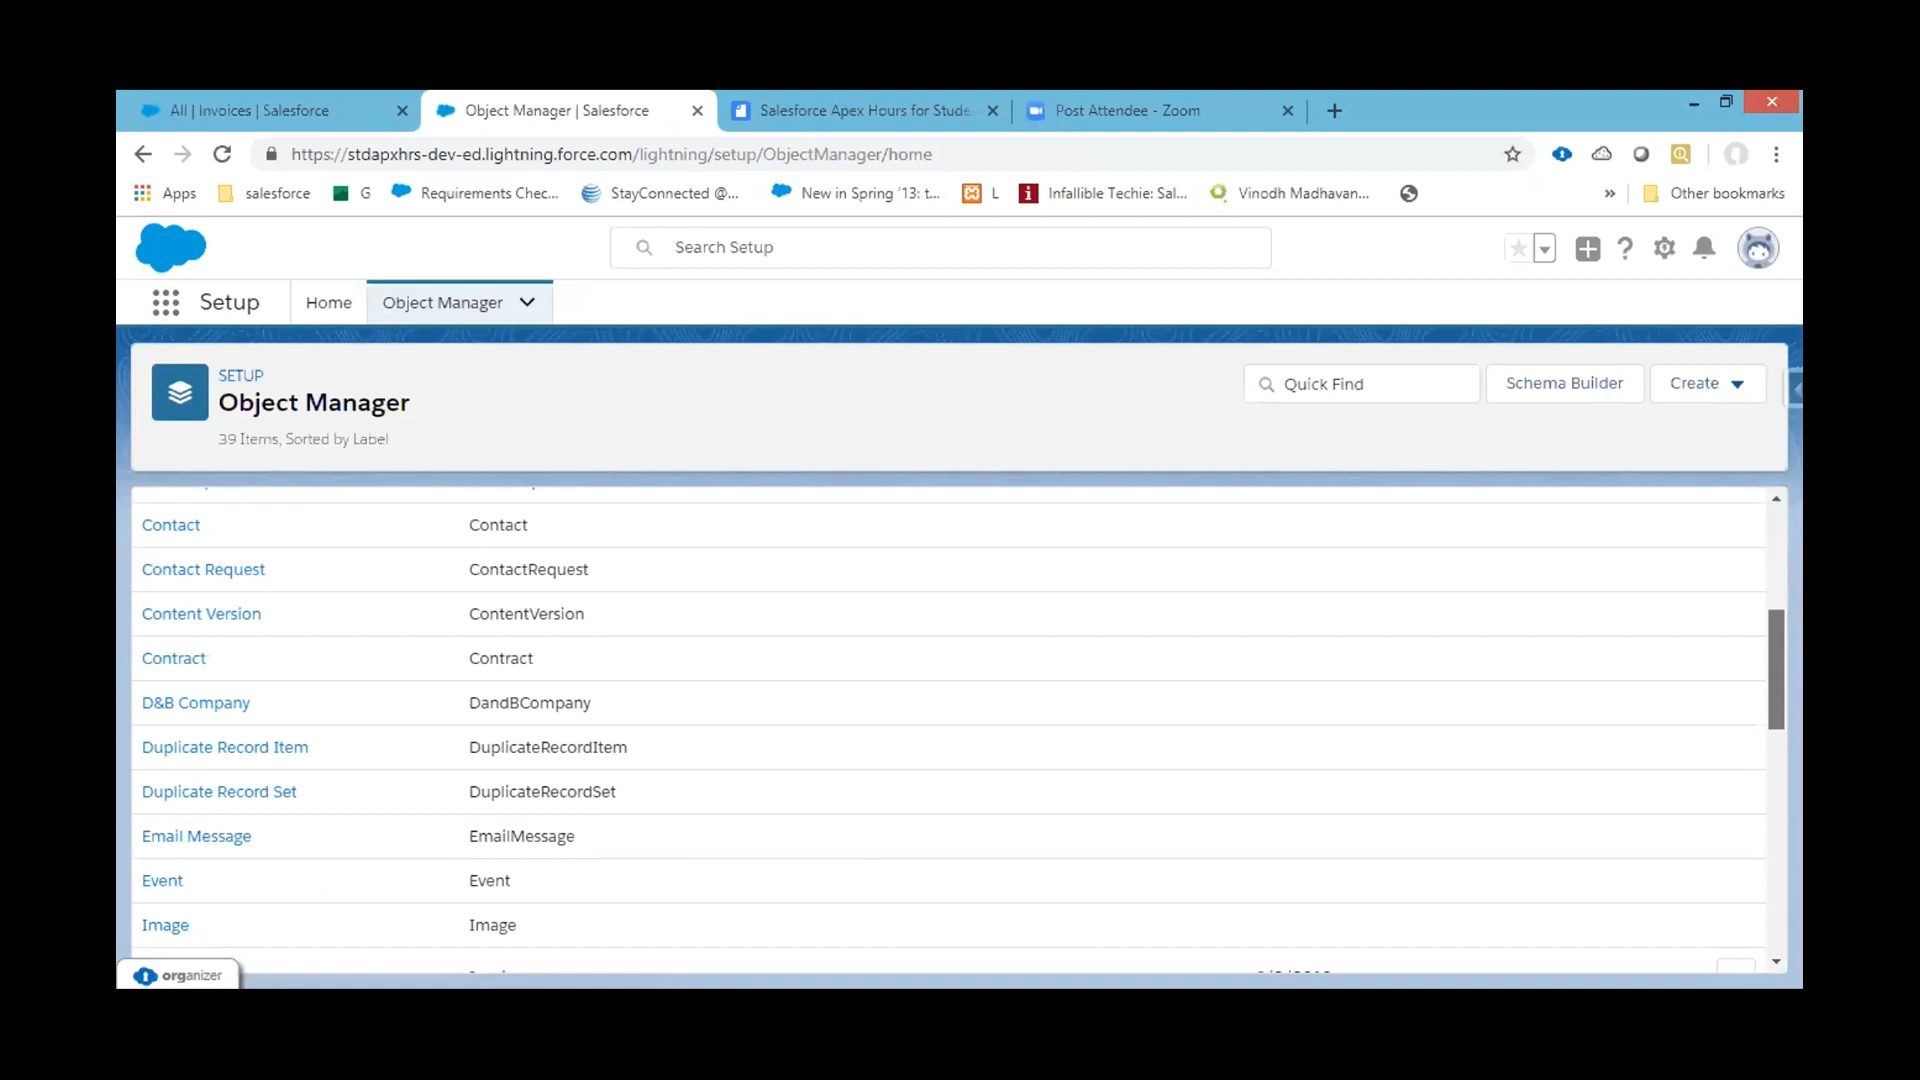 All | Invoices | Salesforce
Object Manager | Salesforce
Salesforce Apex Hours for Stude
Post Attendee - Zoom
https://stdapxhrs-dev-ed.lightning.force.com/lightning/setup/ObjectManager/home
Apps
salesforce
G
Requirements Chec...
StayConnected @...
New in Spring '13: t...
L
Infallible Techie: Sal...
Vinodh Madhavan...
»
Other bookmarks
Search Setup
Setup
Home
Object Manager
SETUP
Object Manager
39 Items, Sorted by Label
Quick Find
Schema Builder
Create
Contact Contact
Contact Request ContactRequest
Content Version ContentVersion
Contract Contract
D&B Company DandBCompany
Duplicate Record Item DuplicateRecordItem
Duplicate Record Set DuplicateRecordSet
Email Message EmailMessage
Event Event
Image Image
organizer